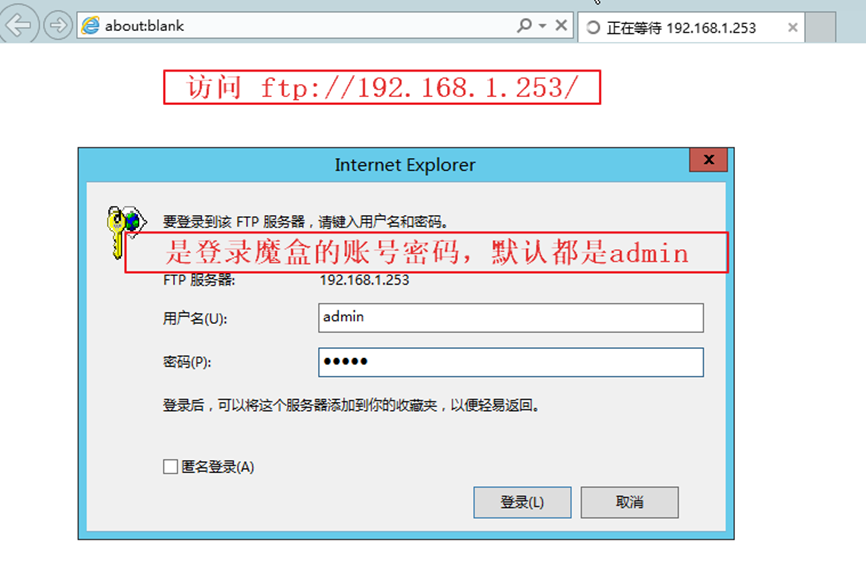 about:blank
正在等待 192.168.1.253
访问 ftp://192.168.1.253/
Internet Explorer
要登录到该 FTP 服务器，请键入用户名和密码。
是登录魔盒的账号密码，默认都是admin
FTP 服务器: 192.168.1.253
用户名(U): admin
密码(P): ●●●●●
登录后，可以将这个服务器添加到你的收藏夹，以便轻易返回。
匿名登录(A)
登录(L) 取消